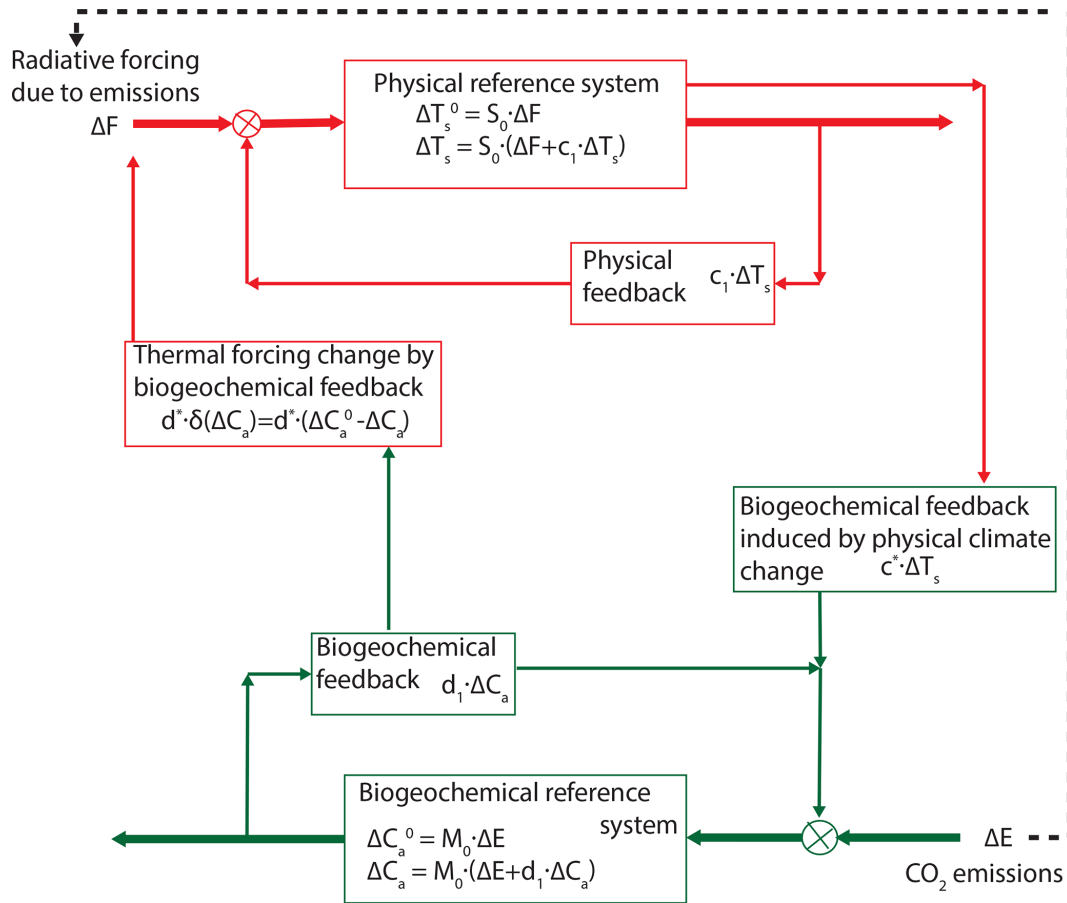 Radiative forcing
due to emissions
ΔF
Physical reference system
ΔTₛ⁰ = S₀·ΔF
ΔTₛ = S₀·(ΔF+c₁·ΔTₛ)
Physical
feedback c₁·ΔTₛ
Thermal forcing change by
biogeochemical feedback
d*·δ(ΔCₐ)=d*·(ΔCₐ⁰ -ΔCₐ)
Biogeochemical feedback
induced by physical climate
change c*·ΔTₛ
Biogeochemical
feedback d₁·ΔCₐ
Biogeochemical reference
system
ΔCₐ⁰ = M₀·ΔE
ΔCₐ = M₀·(ΔE+d₁·ΔCₐ)
ΔE
CO₂ emissions